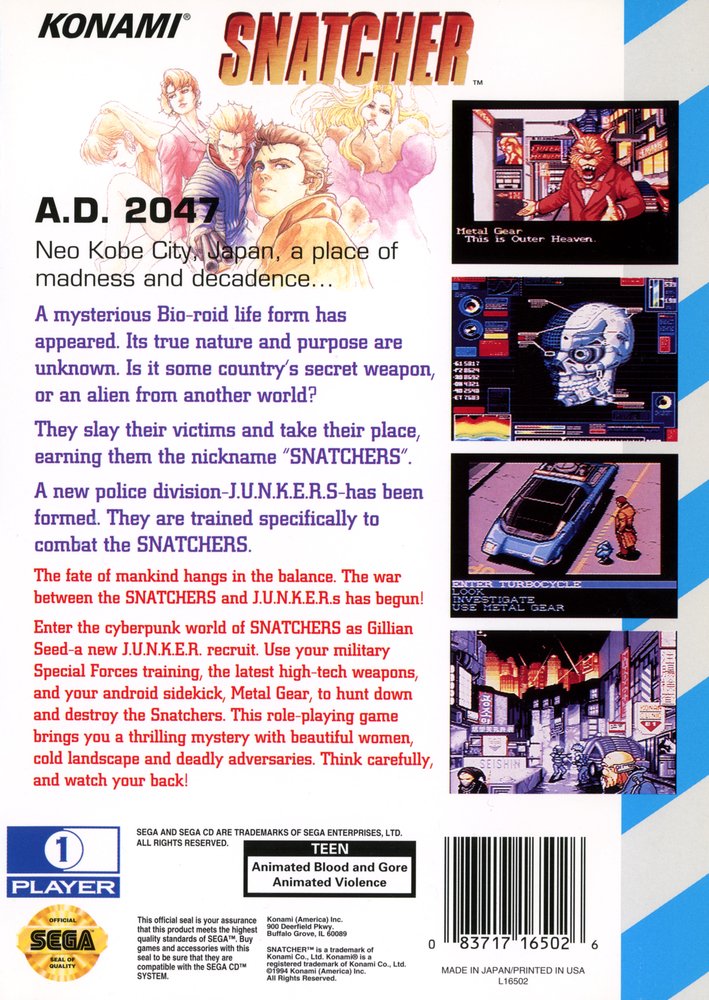 KONAMI®
SNATCHER™
A.D. 2047
Neo Kobe City, Japan, a place of
madness and decadence...
A mysterious Bio-roid life form has
appeared. Its true nature and purpose are
unknown. Is it some country's secret weapon,
or an alien from another world?
They slay their victims and take their place,
earning them the nickname "SNATCHERS".
A new police division-J.U.N.K.E.R.S-has been
formed. They are trained specifically to
combat the SNATCHERS.
The fate of mankind hangs in the balance. The war
between the SNATCHERS and J.U.N.K.E.R.s has begun!
Enter the cyberpunk world of SNATCHERS as Gillian
Seed-a new J.U.N.K.E.R. recruit. Use your military
Special Forces training, the latest high-tech weapons,
and your android sidekick, Metal Gear, to hunt down
and destroy the Snatchers. This role-playing game
brings you a thrilling mystery with beautiful women,
cold landscape and deadly adversaries. Think carefully,
and watch your back!
Metal Gear
This is Outer Heaven.
ENTER TURBOCYCLE
LOOK
INVESTIGATE
USE METAL GEAR
SEISHIN
1
PLAYER
SEGA AND SEGA CD ARE TRADEMARKS OF SEGA ENTERPRISES, LTD.
ALL RIGHTS RESERVED.
TEEN
Animated Blood and Gore
Animated Violence
OFFICIAL
SEGA
SEAL OF
QUALITY
This official seal is your assurance
that this product meets the highest
quality standards of SEGA™. Buy
games and accessories with this
seal to be sure that they are
compatible with the SEGA CD™
SYSTEM.
Konami (America) Inc.
900 Deerfield Pkwy.
Buffalo Grove, IL 60089
SNATCHER™ is a trademark of
Konami Co., Ltd. Konami® is a
registered trademark of Konami Co., Ltd.
©1994 Konami (America) Inc.
All Rights Reserved.
0 83717 16502 6
MADE IN JAPAN/PRINTED IN USA
L16502